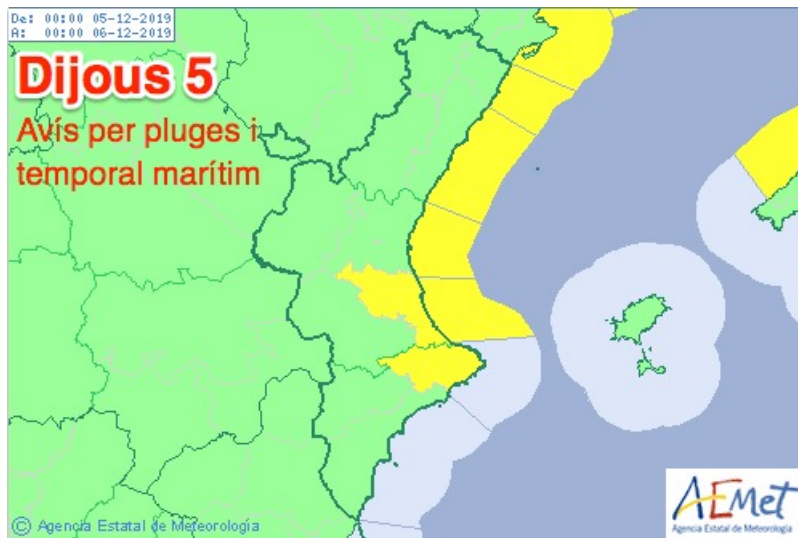 De: 00:00 05-12-2019
A: 00:00 06-12-2019
Dijous 5
Avís per pluges i
temporal marítim
© Agencia Estatal de Meteorología
AEMet
Agencia Estatal de Meteorología